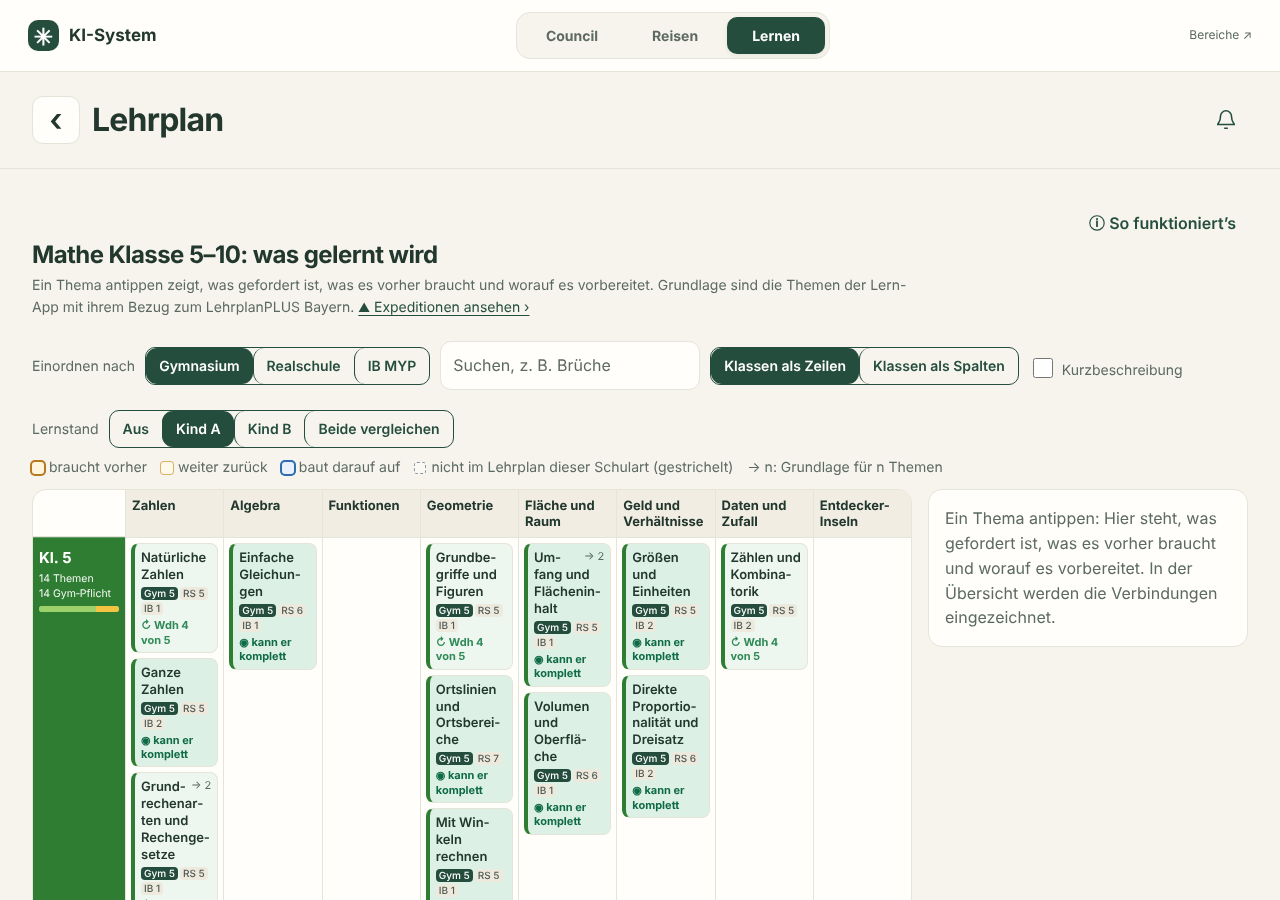 KI-System
Council Reisen Lernen
Bereiche ↗
‹ Lehrplan
ⓘ So funktioniert’s
Mathe Klasse 5–10: was gelernt wird
Ein Thema antippen zeigt, was gefordert ist, was es vorher braucht und worauf es vorbereitet. Grundlage sind die Themen der Lern-
App mit ihrem Bezug zum LehrplanPLUS Bayern. ▲ Expeditionen ansehen ›
Einordnen nach Gymnasium Realschule IB MYP Suchen, z. B. Brüche Klassen als Zeilen Klassen als Spalten Kurzbeschreibung
Lernstand Aus Kind A Kind B Beide vergleichen
braucht vorher weiter zurück baut darauf auf nicht im Lehrplan dieser Schulart (gestrichelt) → n: Grundlage für n Themen
Zahlen
Algebra
Funktionen
Geometrie
Fläche und
Raum
Geld und
Verhältnisse
Daten und
Zufall
Entdecker-
Inseln
Kl. 5
14 Themen
14 Gym-Pflicht
Natürliche
Zahlen
Gym 5 RS 5
IB 1
↻ Wdh 4
von 5
Ganze
Zahlen
Gym 5 RS 5
IB 2
◉ kann er
komplett
Grund- → 2
rechenar-
ten und
Rechenge-
setze
Gym 5 RS 5
IB 1
Einfache
Gleichun-
gen
Gym 5 RS 6
IB 1
◉ kann er
komplett
Grundbe-
griffe und
Figuren
Gym 5 RS 5
IB 1
↻ Wdh 4
von 5
Ortslinien
und
Ortsberei-
che
Gym 5 RS 7
◉ kann er
komplett
Mit Win-
keln
rechnen
Gym 5 RS 5
IB 1
Um- → 2
fang und
Flächenin-
halt
Gym 5 RS 5
IB 1
◉ kann er
komplett
Volumen
und
Oberflä-
che
Gym 5 RS 6
IB 1
◉ kann er
komplett
Größen
und
Einheiten
Gym 5 RS 5
IB 2
◉ kann er
komplett
Direkte
Proportio-
nalität und
Dreisatz
Gym 5 RS 6
IB 2
◉ kann er
komplett
Zählen und
Kombina-
torik
Gym 5 RS 5
IB 2
↻ Wdh 4
von 5
Ein Thema antippen: Hier steht, was
gefordert ist, was es vorher braucht
und worauf es vorbereitet. In der
Übersicht werden die Verbindungen
eingezeichnet.